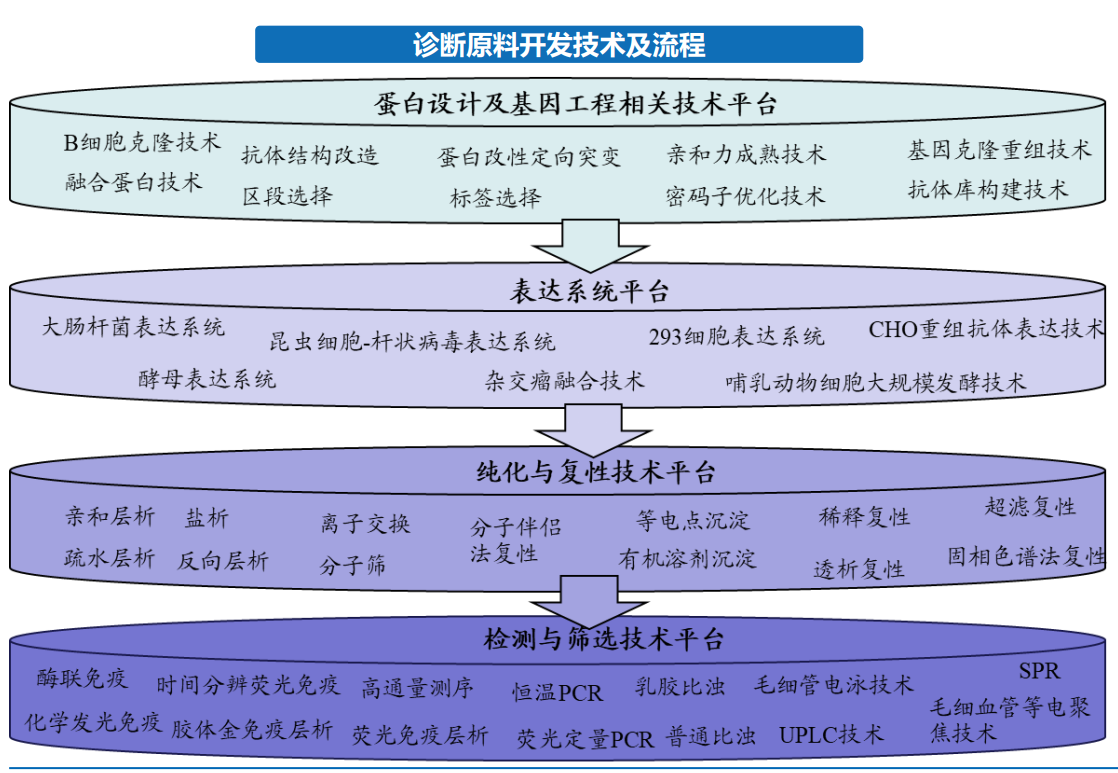 诊断原料开发技术及流程
蛋白设计及基因工程相关技术平台
B细胞克隆技术
抗体结构改造
蛋白改性定向突变
亲和力成熟技术
基因克隆重组技术
融合蛋白技术
区段选择
标签选择
密码子优化技术
抗体库构建技术
表达系统平台
大肠杆菌表达系统
昆虫细胞-杆状病毒表达系统
293细胞表达系统
CHO重组抗体表达技术
酵母表达系统
杂交瘤融合技术
哺乳动物细胞大规模发酵技术
纯化与复性技术平台
亲和层析
盐析
离子交换
分子伴侣
法复性
等电点沉淀
稀释复性
超滤复性
疏水层析
反向层析
分子筛
有机溶剂沉淀
透析复性
固相色谱法复性
检测与筛选技术平台
酶联免疫
时间分辨荧光免疫
高通量测序
恒温PCR
乳胶比浊
毛细管电泳技术
SPR
化学发光免疫
胶体金免疫层析
荧光免疫层析
荧光定量PCR
普通比浊
UPLC技术
毛细血管等电聚
焦技术